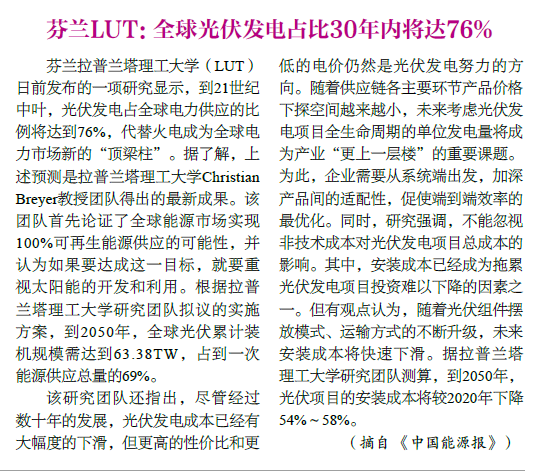 芬兰LUT：全球光伏发电占比30年内将达76%
芬兰拉普兰塔理工大学（LUT）
日前发布的一项研究显示，到21世纪
中叶，光伏发电占全球电力供应的比
例将达到76%，代替火电成为全球电
力市场新的“顶梁柱”。据了解，上
述预测是拉普兰塔理工大学Christian
Breyer教授团队得出的最新成果。该
团队首先论证了全球能源市场实现
100%可再生能源供应的可能性，并
认为如果要达成这一目标，就要重
视太阳能的开发和利用。根据拉普
兰塔理工大学研究团队拟议的实施
方案，到2050年，全球光伏累计装
机规模需达到63.38TW，占到一次
能源供应总量的69%。
该研究团队还指出，尽管经过
数十年的发展，光伏发电成本已经有
大幅度的下滑，但更高的性价比和更
低的电价仍然是光伏发电努力的方
向。随着供应链各主要环节产品价格
下探空间越来越小，未来考虑光伏发
电项目全生命周期的单位发电量将成
为产业“更上一层楼”的重要课题。
为此，企业需要从系统端出发，加深
产品间的适配性，促使端到端效率的
最优化。同时，研究强调，不能忽视
非技术成本对光伏发电项目总成本的
影响。其中，安装成本已经成为拖累
光伏发电项目投资难以下降的因素之
一。但有观点认为，随着光伏组件摆
放模式、运输方式的不断升级，未来
安装成本将快速下滑。据拉普兰塔
理工大学研究团队测算，到2050年，
光伏项目的安装成本将较2020年下降
54%～58%。
（摘自《中国能源报》）